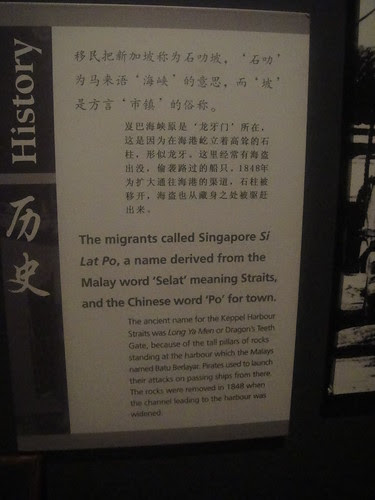 History
历史
移民把新加坡称为石叻坡，‘石叻’
为马来语‘海峡’的意思，而‘坡’
是方言‘市镇’的俗称。
岌巴海峡原是‘龙牙门’所在，
这是因为在海港屹立着高耸的石
柱，形似龙牙。这里经常有海盗
出没，偷袭路过的船只。1848年
为扩大通往海港的渠道，石柱被
移开，海盗也从藏身之处被驱赶
出来。
The migrants called Singapore Si
Lat Po, a name derived from the
Malay word 'Selat' meaning Straits,
and the Chinese word 'Po' for town.
The ancient name for the Keppel Harbour
Straits was Long Ya Men or Dragon's Teeth
Gate, because of the tall pillars of rocks
standing at the harbour which the Malays
named Batu Berlayar. Pirates used to launch
their attacks on passing ships from there.
The rocks were removed in 1848 when
the channel leading to the harbour was
widened.